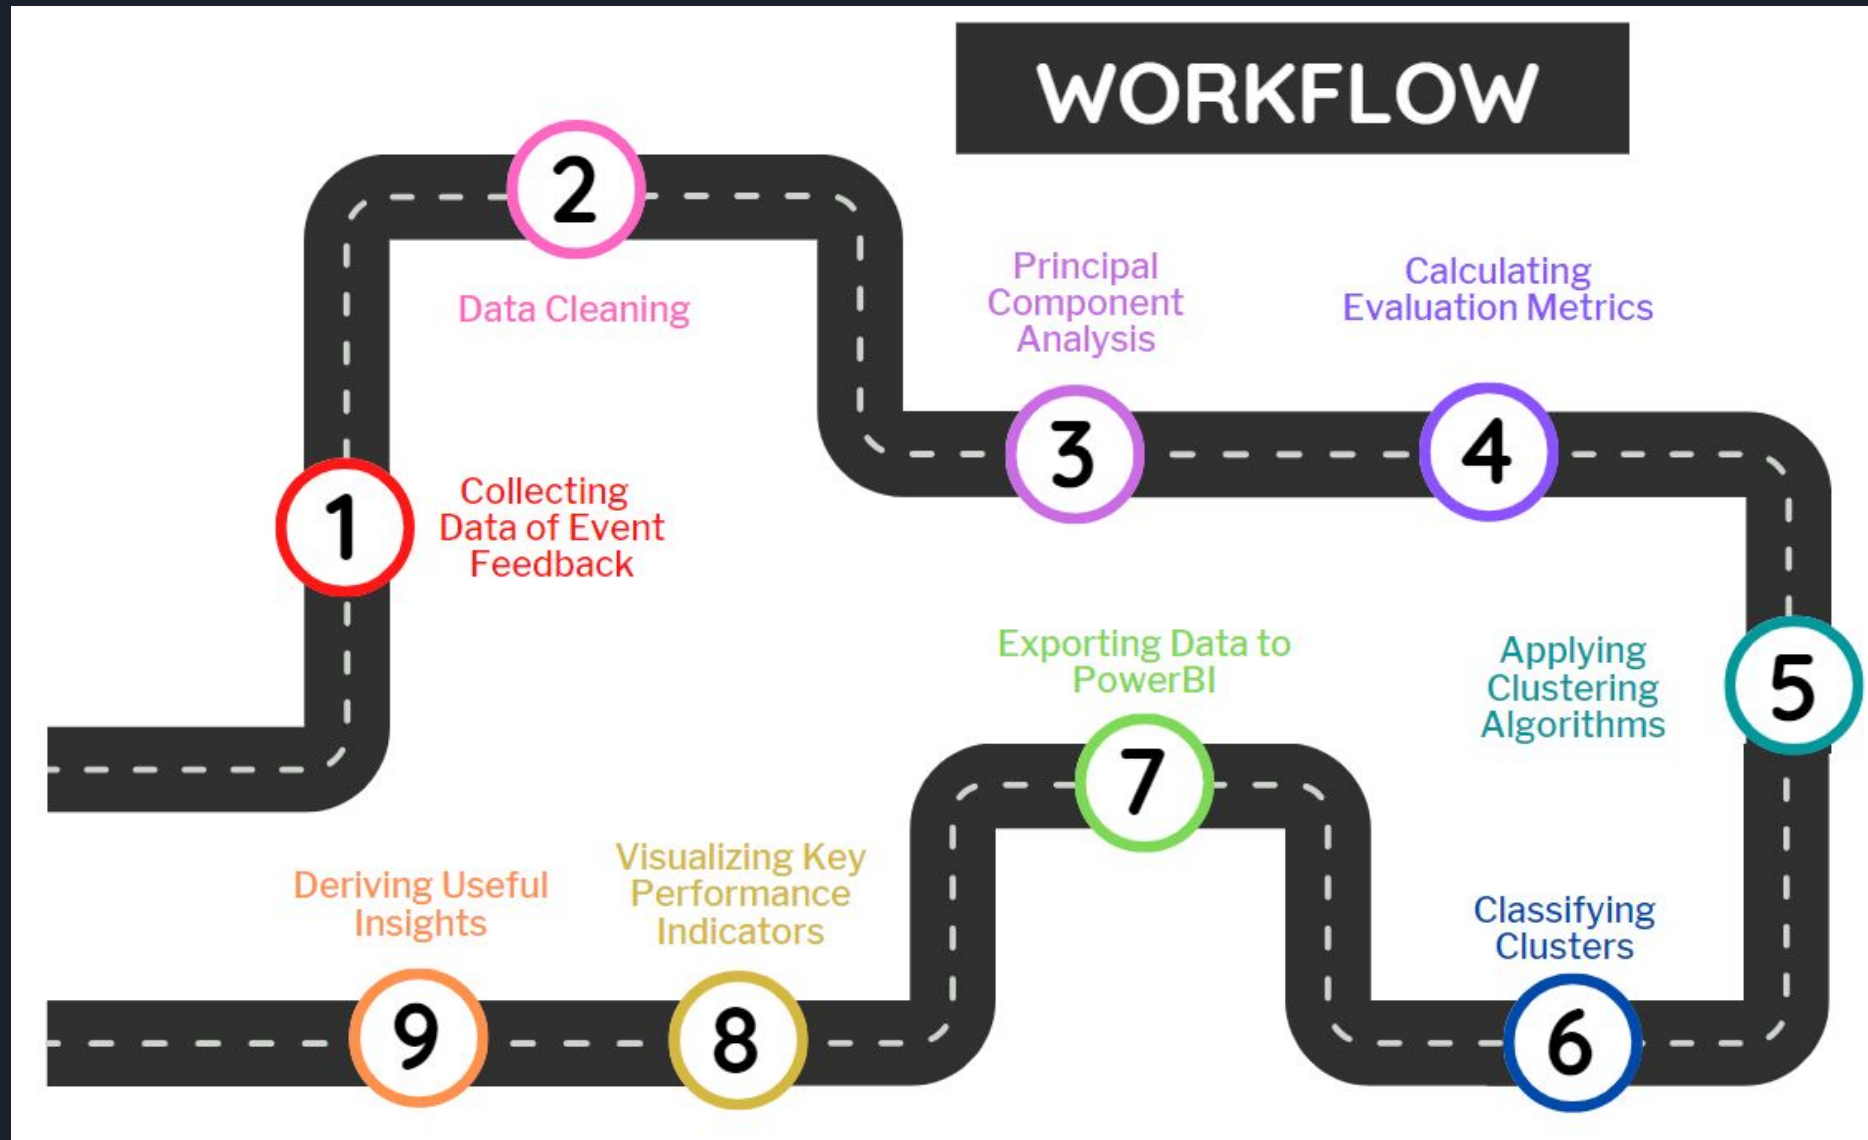 WORKFLOW
1
Collecting
Data of Event
Feedback
2
Data Cleaning
3
Principal
Component
Analysis
4
Calculating
Evaluation Metrics
5
Applying
Clustering
Algorithms
6
Classifying
Clusters
7
Exporting Data to
PowerBI
8
Visualizing Key
Performance
Indicators
9
Deriving Useful
Insights